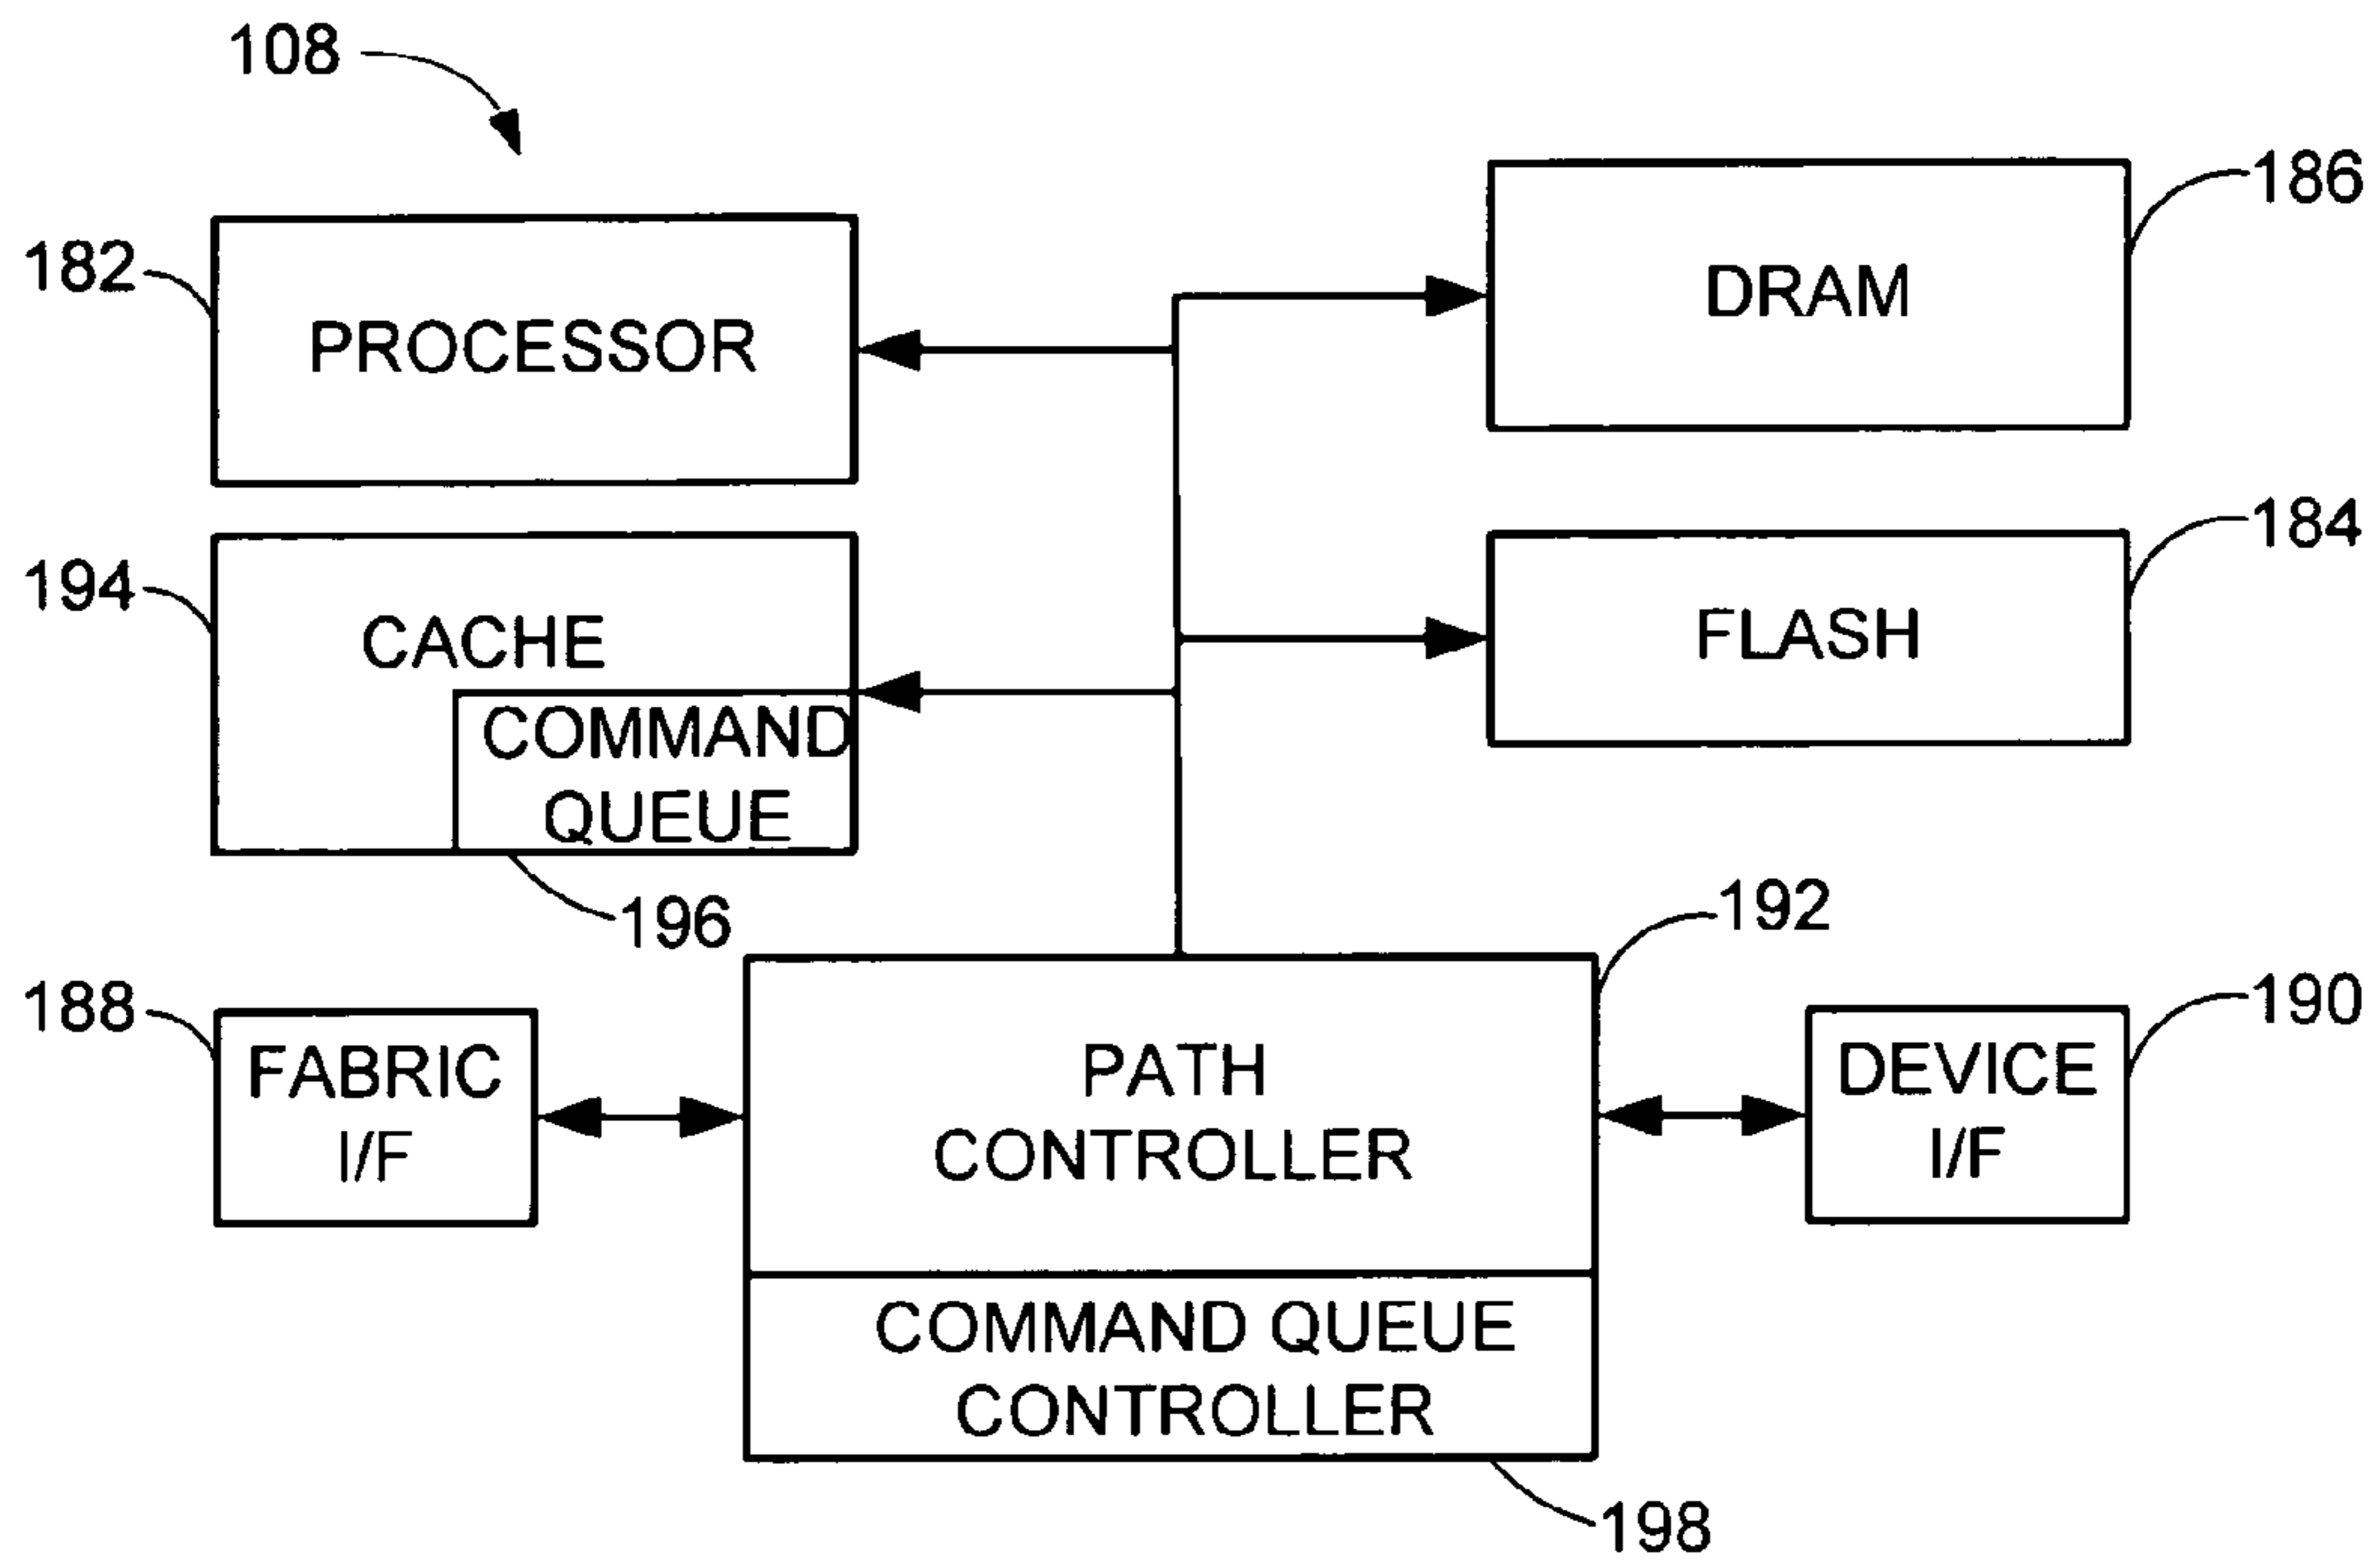 108
186
182
PROCESSOR
DRAM
184
194
CACHE
FLASH
COMMAND
QUEUE
196
192
188
190
FABRIC
I/F
PATH
CONTROLLER
DEVICE
I/F
COMMAND QUEUE
CONTROLLER
198